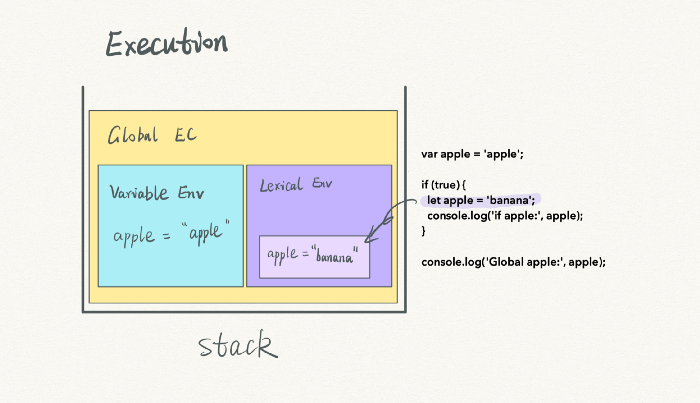 Execution
Global EC
Variable Env
apple = "apple"
Lexical Env
apple = "banana"
stack
var apple = 'apple';
if (true) {
let apple = 'banana';
console.log('if apple:', apple);
}
console.log('Global apple:', apple);